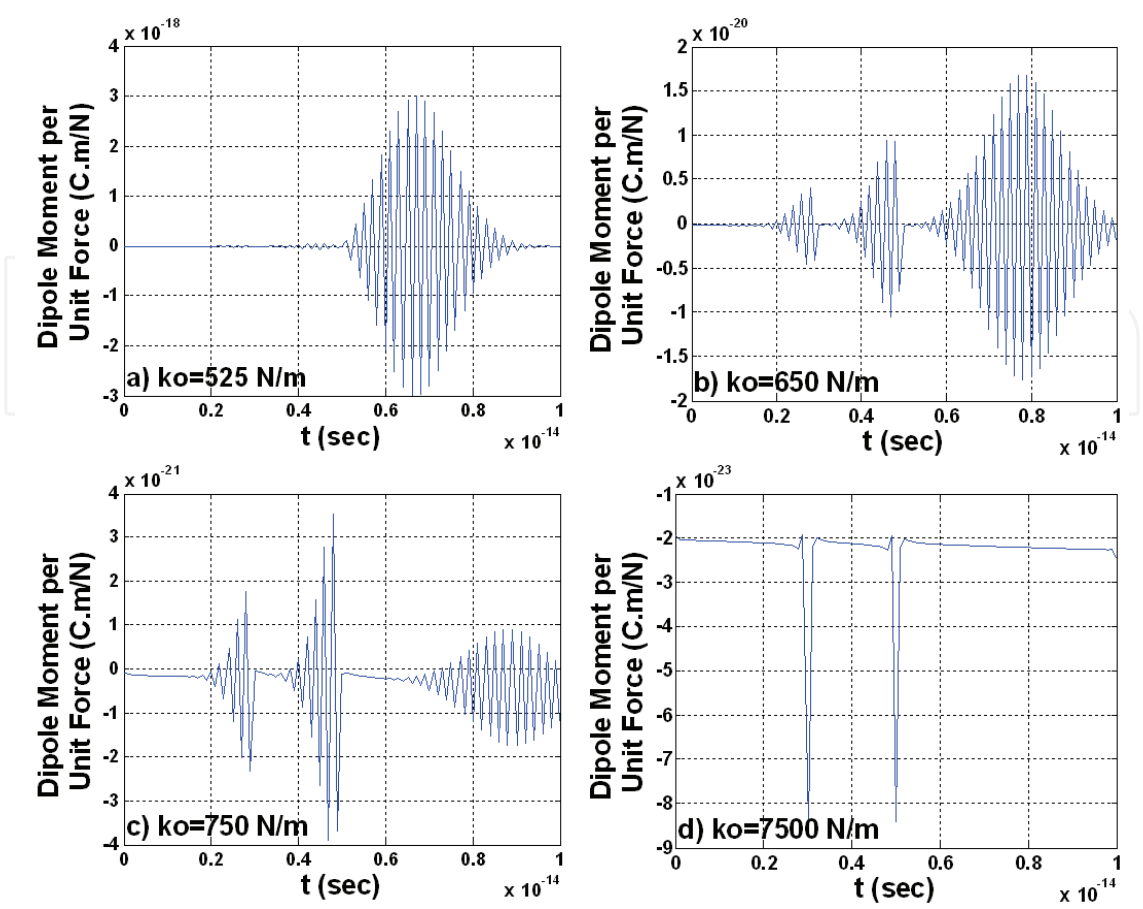 x 10^-18
4
3
2
1
0
-1
-2
-3
Dipole Moment per
Unit Force (C.m/N)
a) ko=525 N/m
0 0.2 0.4 0.6 0.8 1
t (sec)
x 10^-14
x 10^-20
2
1.5
1
0.5
0
-0.5
-1
-1.5
-2
Dipole Moment per
Unit Force (C.m/N)
b) ko=650 N/m
0 0.2 0.4 0.6 0.8 1
t (sec)
x 10^-14
x 10^-21
4
3
2
1
0
-1
-2
-3
-4
Dipole Moment per
Unit Force (C.m/N)
c) ko=750 N/m
0 0.2 0.4 0.6 0.8 1
t (sec)
x 10^-14
x 10^-23
-1
-2
-3
-4
-5
-6
-7
-8
-9
Dipole Moment per
Unit Force (C.m/N)
d) ko=7500 N/m
0 0.2 0.4 0.6 0.8 1
t (sec)
x 10^-14